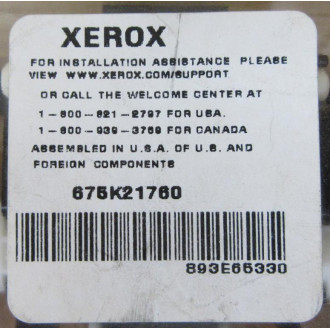 XEROX
FOR INSTALLATION ASSISTANCE PLEASE
VIEW WWW.XEROX.COM/SUPPORT
OR CALL THE WELCOME CENTER AT
1-800-821-2797 FOR USA.
1-800-939-3769 FOR CANADA
ASSEMBLED IN U.S.A. OF U.S. AND
FOREIGN COMPONENTS
675K21760
893E65330